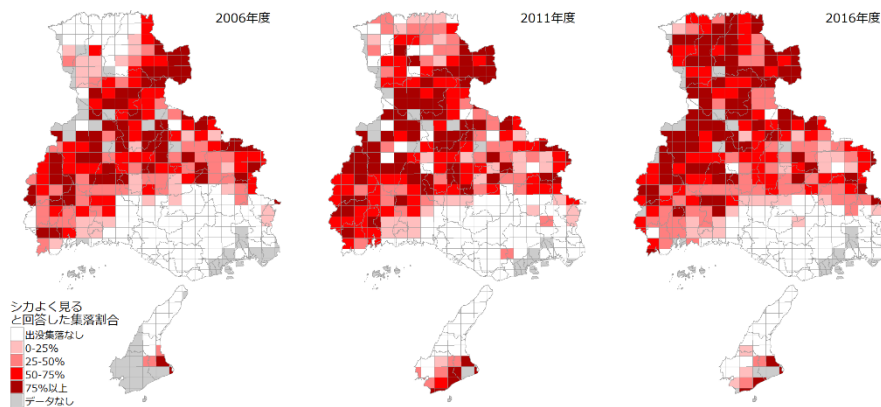 2006年度
2011年度
2016年度
シカよく見る
と回答した集落割合
出没集落なし
0-25%
25-50%
50-75%
75%以上
データなし